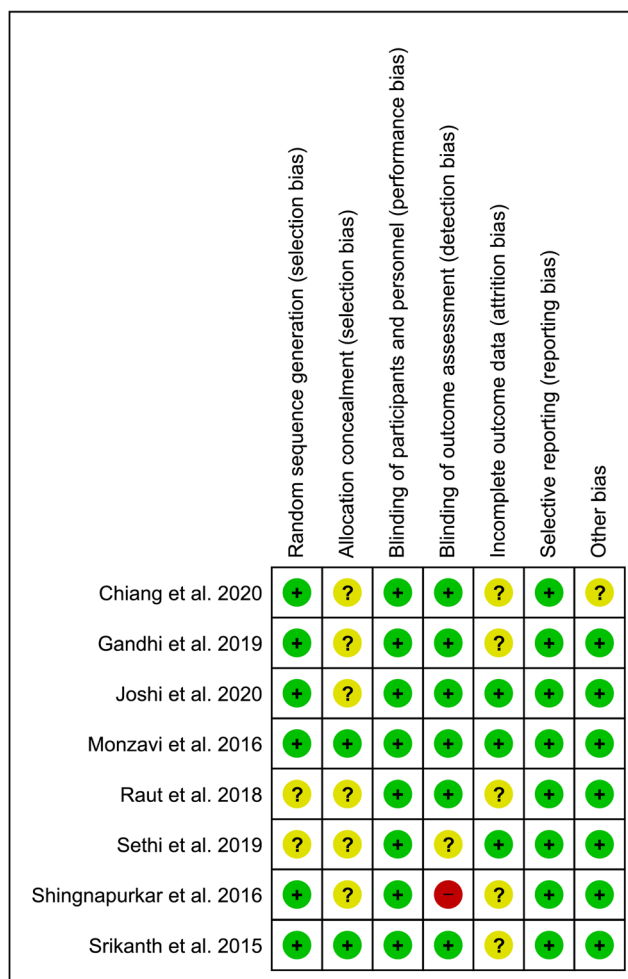 Random sequence generation (selection bias)
Allocation concealment (selection bias)
Blinding of participants and personnel (performance bias)
Blinding of outcome assessment (detection bias)
Incomplete outcome data (attrition bias)
Selective reporting (reporting bias)
Other bias
Chiang et al. 2020 + ? + + ? + ?
Gandhi et al. 2019 + ? + + ? + +
Joshi et al. 2020 + ? + + + + +
Monzavi et al. 2016 + + + + + + +
Raut et al. 2018 ? ? + + ? + +
Sethi et al. 2019 ? ? + ? + + +
Shingnapurkar et al. 2016 + ? + − ? + +
Srikanth et al. 2015 + + + + ? + +